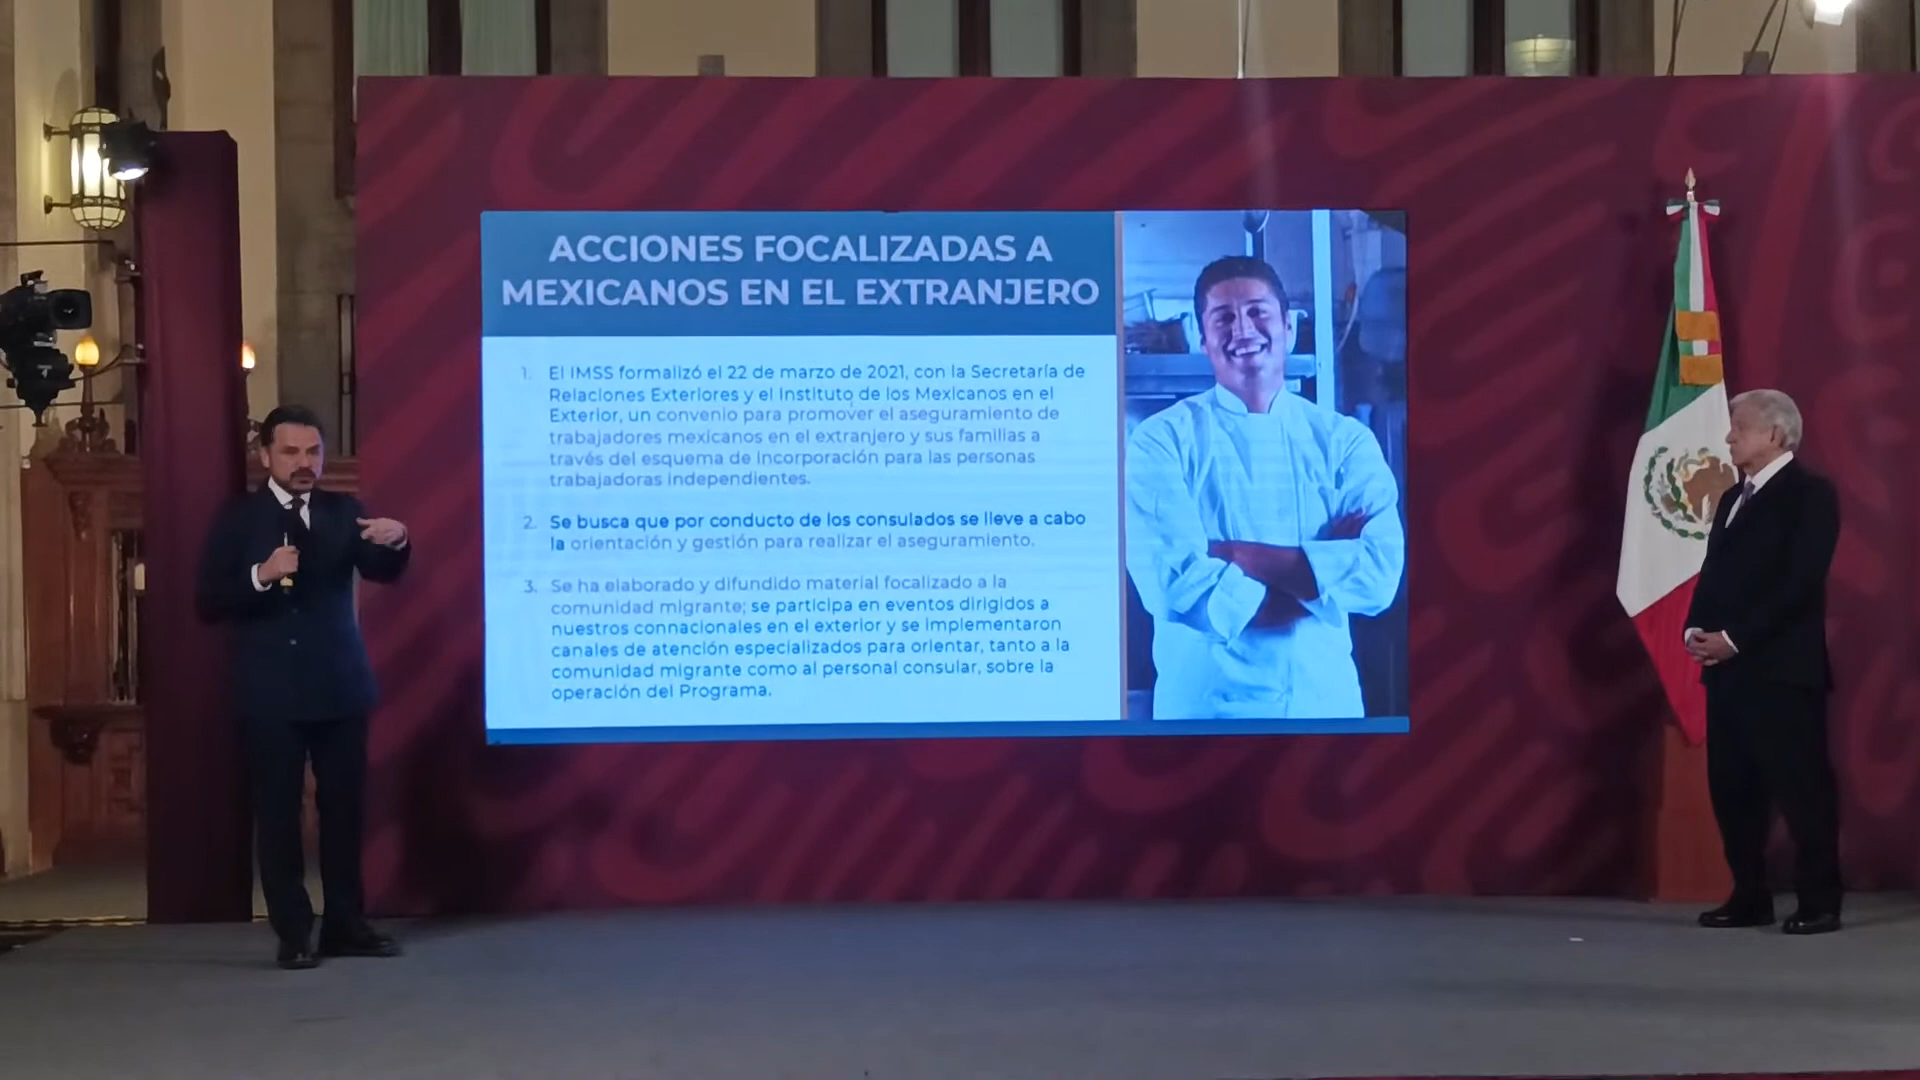 ACCIONES FOCALIZADAS A
MEXICANOS EN EL EXTRANJERO
1. El IMSS formalizó el 22 de marzo de 2021, con la Secretaría de
Relaciones Exteriores y el Instituto de los Mexicanos en el
Exterior, un convenio para promover el aseguramiento de
trabajadores mexicanos en el extranjero y sus familias a
través del esquema de Incorporación para las personas
trabajadoras independientes.
2. Se busca que por conducto de los consulados se lleve a cabo
la orientación y gestión para realizar el aseguramiento.
3. Se ha elaborado y difundido material focalizado a la
comunidad migrante; se participa en eventos dirigidos a
nuestros connacionales en el exterior y se implementaron
canales de atención especializados para orientar, tanto a la
comunidad migrante como al personal consular, sobre la
operación del Programa.